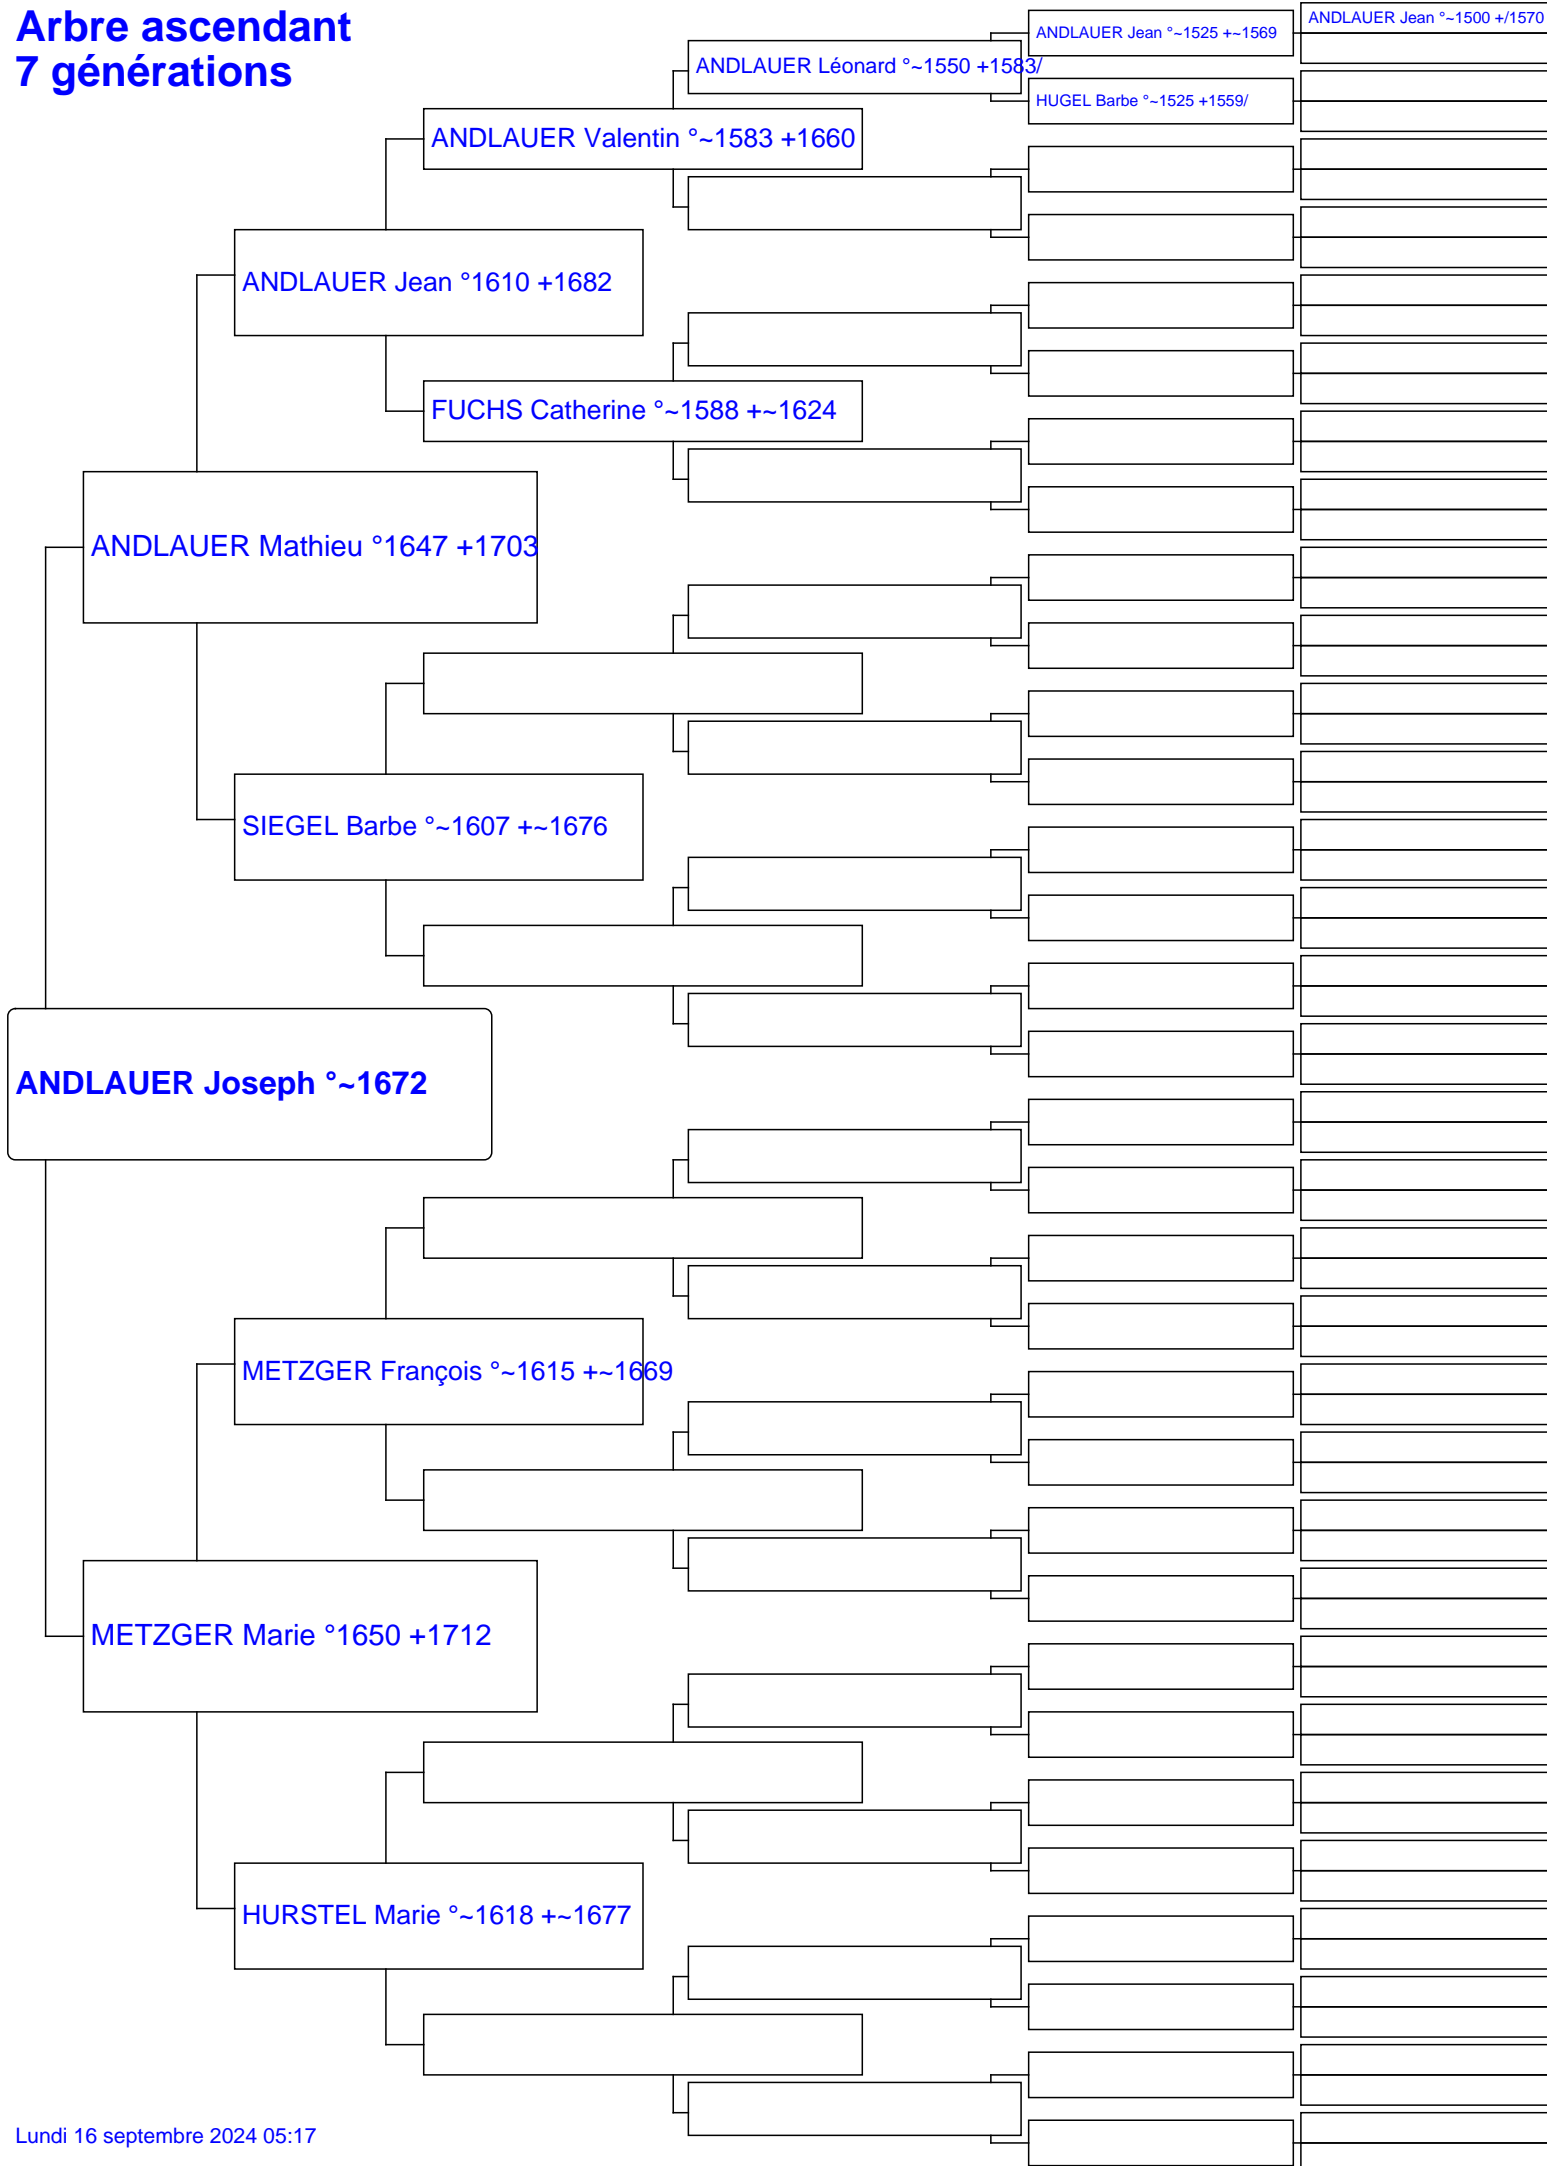 Arbre ascendant
7 générations
ANDLAUER Jean °~1500 +/1570
ANDLAUER Jean °~1525 +~1569
ANDLAUER Léonard °~1550 +1583/
HUGEL Barbe °~1525 +1559/
ANDLAUER Valentin °~1583 +1660
ANDLAUER Jean °1610 +1682
FUCHS Catherine °~1588 +~1624
ANDLAUER Mathieu °1647 +1703
SIEGEL Barbe °~1607 +~1676
ANDLAUER Joseph °~1672
METZGER François °~1615 +~1669
METZGER Marie °1650 +1712
HURSTEL Marie °~1618 +~1677
Lundi 16 septembre 2024 05:17